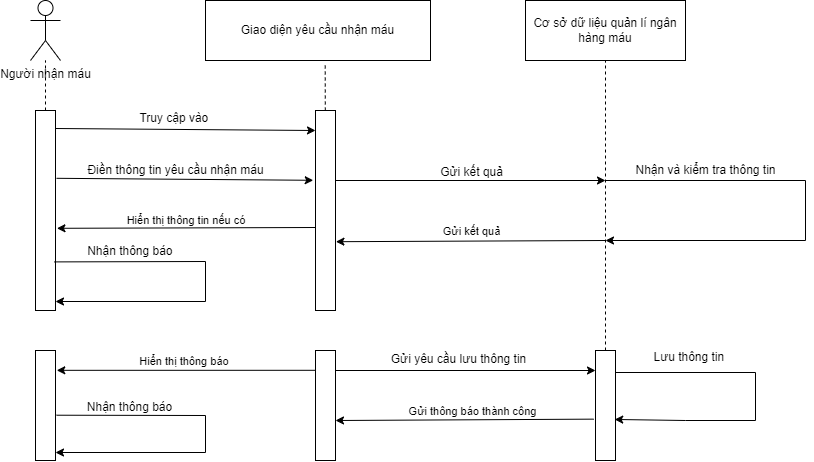 Giao diện yêu cầu nhận máu
Cơ sở dữ liệu quản lí ngân
hàng máu
Người nhận máu
Truy cập vào
Điền thông tin yêu cầu nhận máu
Gửi kết quả
Nhận và kiểm tra thông tin
Hiển thị thông tin nếu có
Gửi kết quả
Nhận thông báo
Hiển thị thông báo
Gửi yêu cầu lưu thông tin
Lưu thông tin
Nhận thông báo
Gửi thông báo thành công